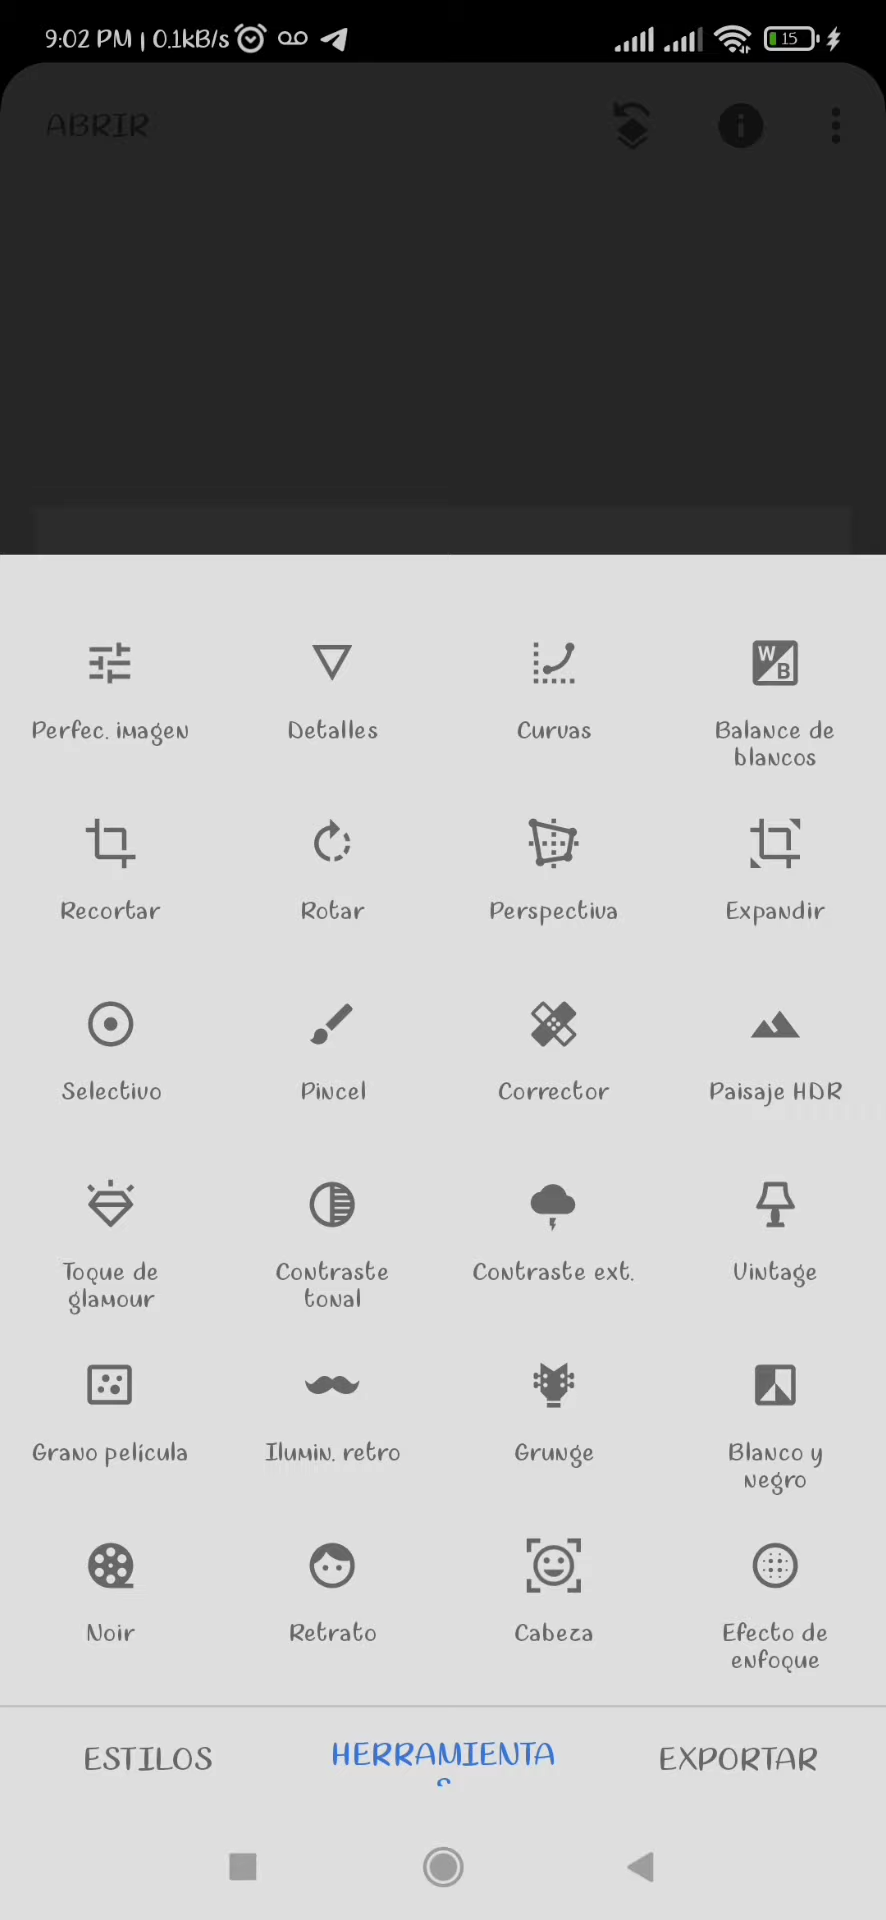 9:02 PM | 0.1kB/s 15
ABRIR
Perfec. imagen Detalles Curvas Balance de
blancos
Recortar Rotar Perspectiva Expandir
Selectivo Pincel Corrector Paisaje HDR
Toque de Contraste Contraste ext. Vintage
glamour tonal
Grano película Ilumin. retro Grunge Blanco y
negro
Noir Retrato Cabeza Efecto de
enfoque
ESTILOS HERRAMIENTA EXPORTAR
S